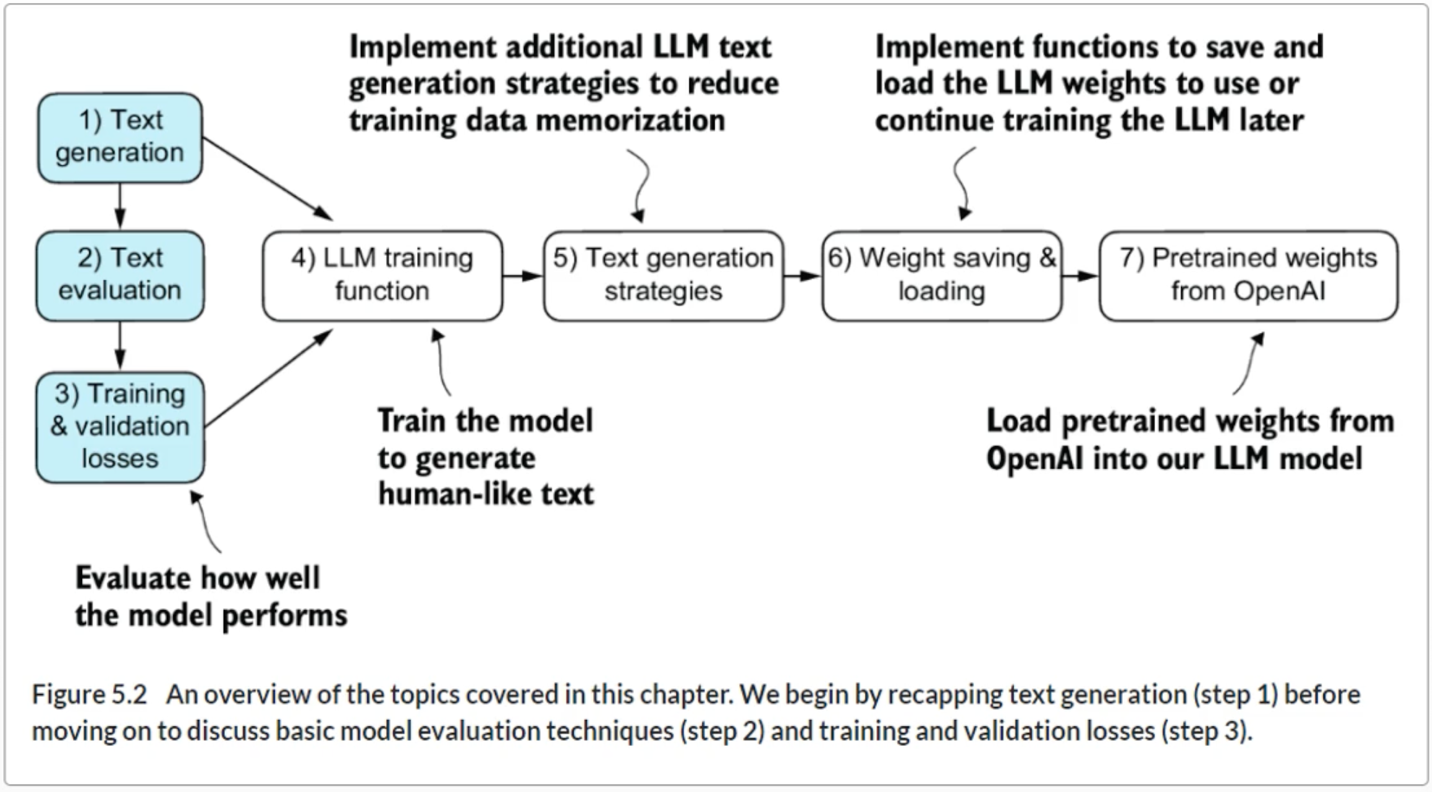 Implement additional LLM text
generation strategies to reduce
training data memorization
Implement functions to save and
load the LLM weights to use or
continue training the LLM later
1) Text
generation
2) Text
evaluation
3) Training
& validation
losses
4) LLM training
function
5) Text generation
strategies
6) Weight saving &
loading
7) Pretrained weights
from OpenAI
Train the model
to generate
human-like text
Load pretrained weights from
OpenAI into our LLM model
Evaluate how well
the model performs
Figure 5.2 An overview of the topics covered in this chapter. We begin by recapping text generation (step 1) before
moving on to discuss basic model evaluation techniques (step 2) and training and validation losses (step 3).